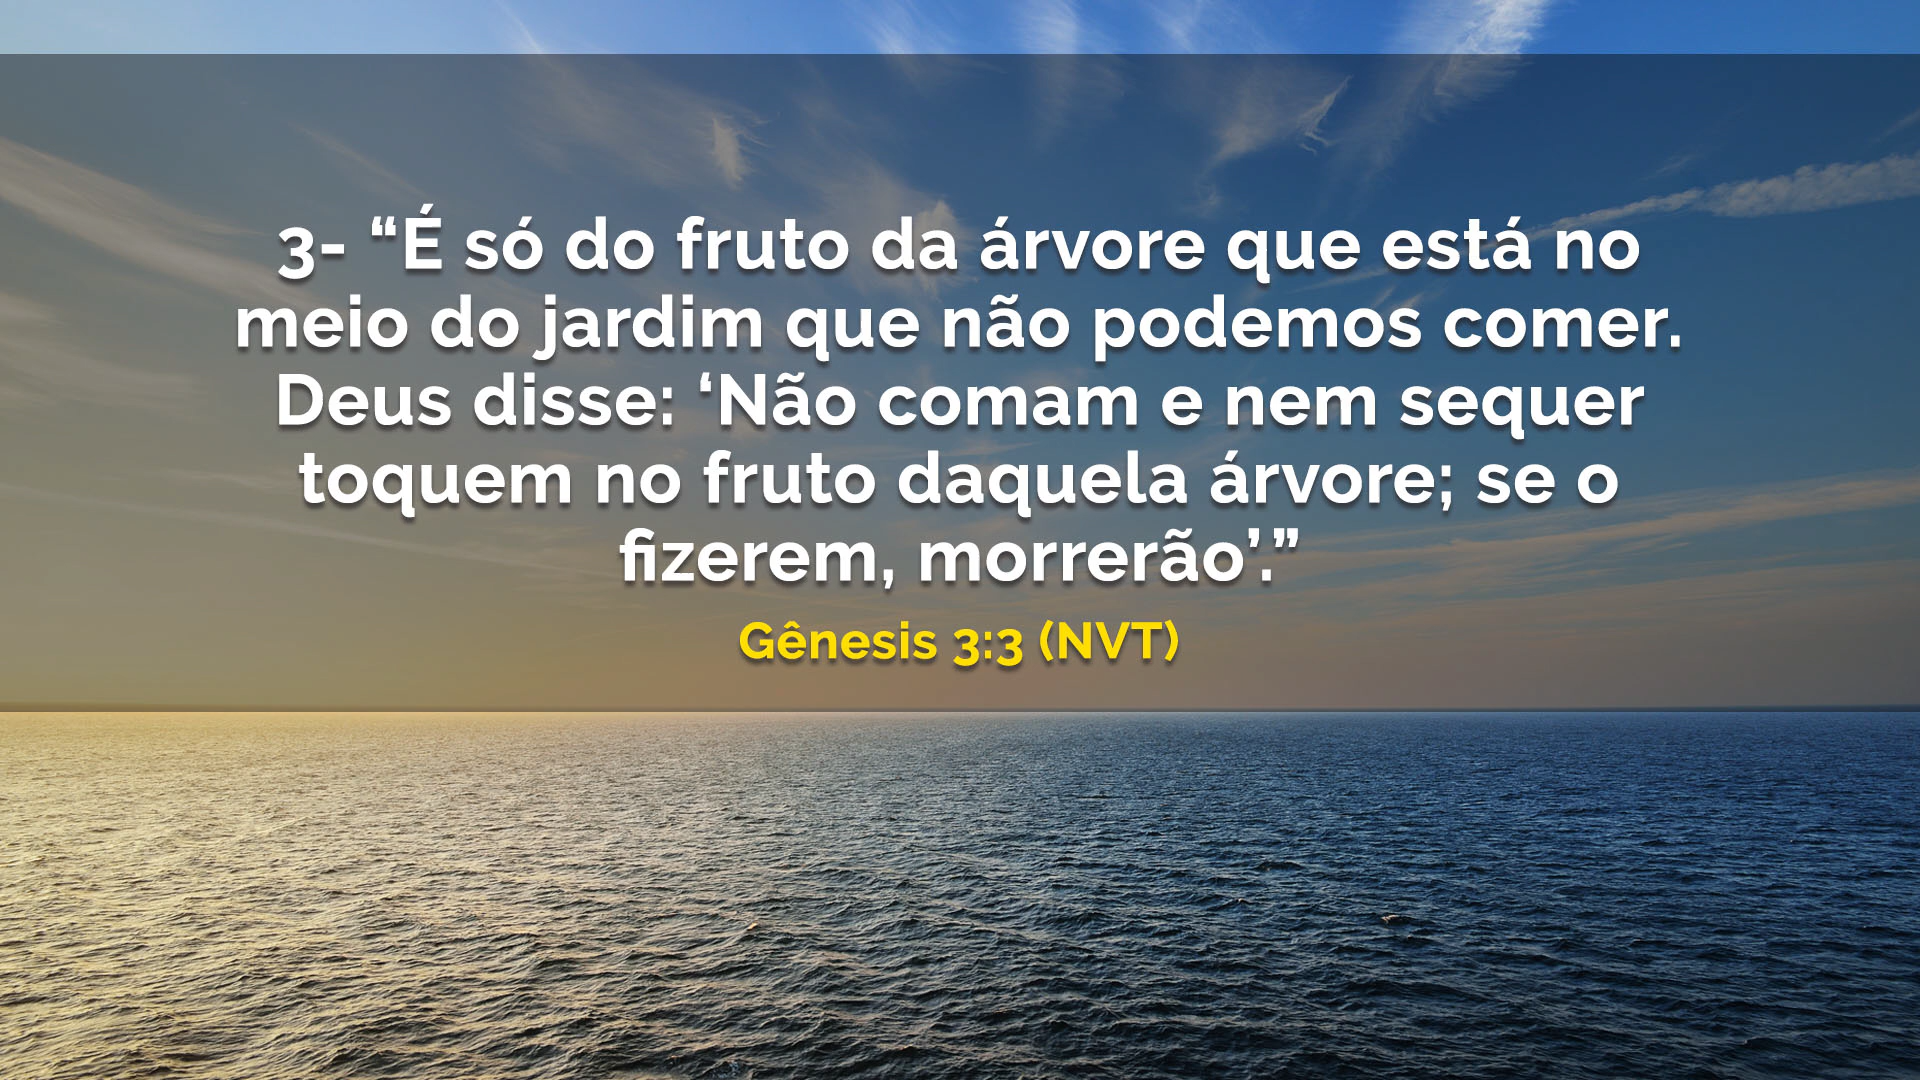 3- “É só do fruto da árvore que está no
meio do jardim que não podemos comer.
Deus disse: ‘Não comam e nem sequer
toquem no fruto daquela árvore; se o
fizerem, morrerão’.”
Gênesis 3:3 (NVT)